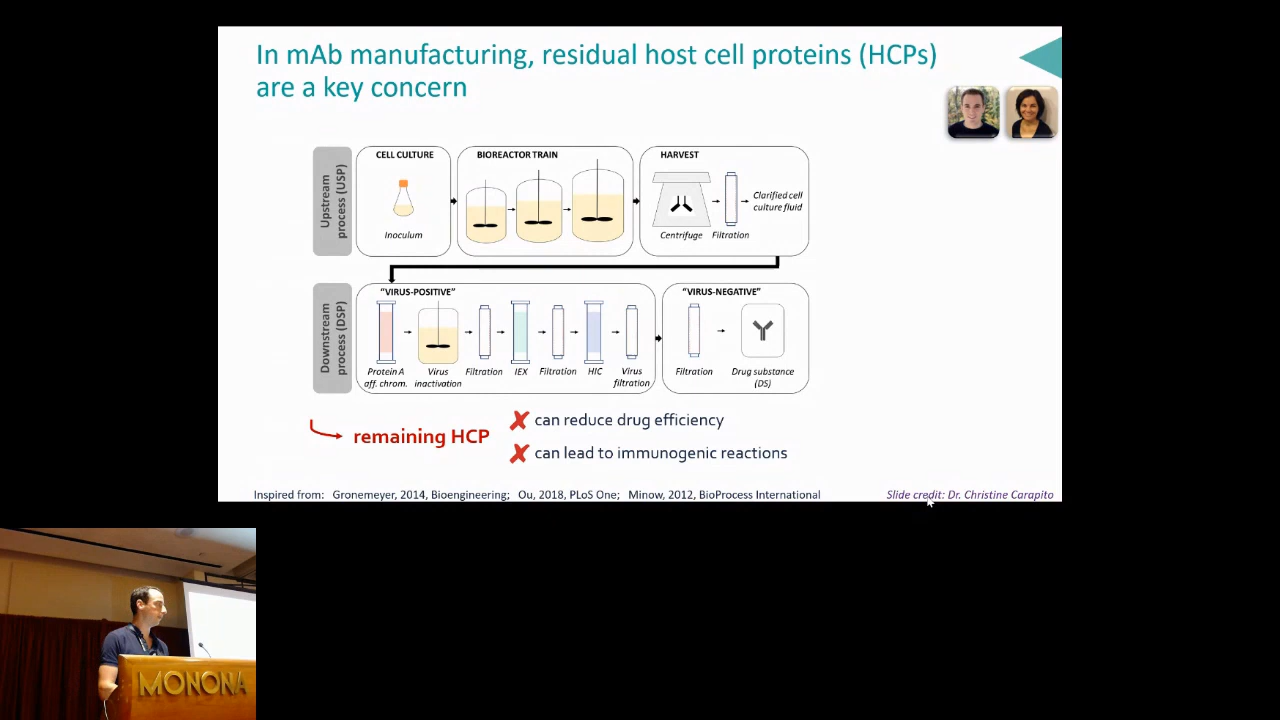 In mAb manufacturing, residual host cell proteins (HCPs)
are a key concern
Upstream
process (USP)
CELL CULTURE
Inoculum
BIOREACTOR TRAIN
HARVEST
Centrifuge
Filtration
Clarified cell
culture fluid
Downstream
process (DSP)
“VIRUS-POSITIVE”
Protein A
aff. chrom.
Virus
inactivation
Filtration
IEX
Filtration
HIC
Virus
filtration
“VIRUS-NEGATIVE”
Filtration
Drug substance
(DS)
remaining HCP
can reduce drug efficiency
can lead to immunogenic reactions
Inspired from: Gronemeyer, 2014, Bioengineering; Ou, 2018, PLoS One; Minow, 2012, BioProcess International
Slide credit: Dr. Christine Carapito
MONONA